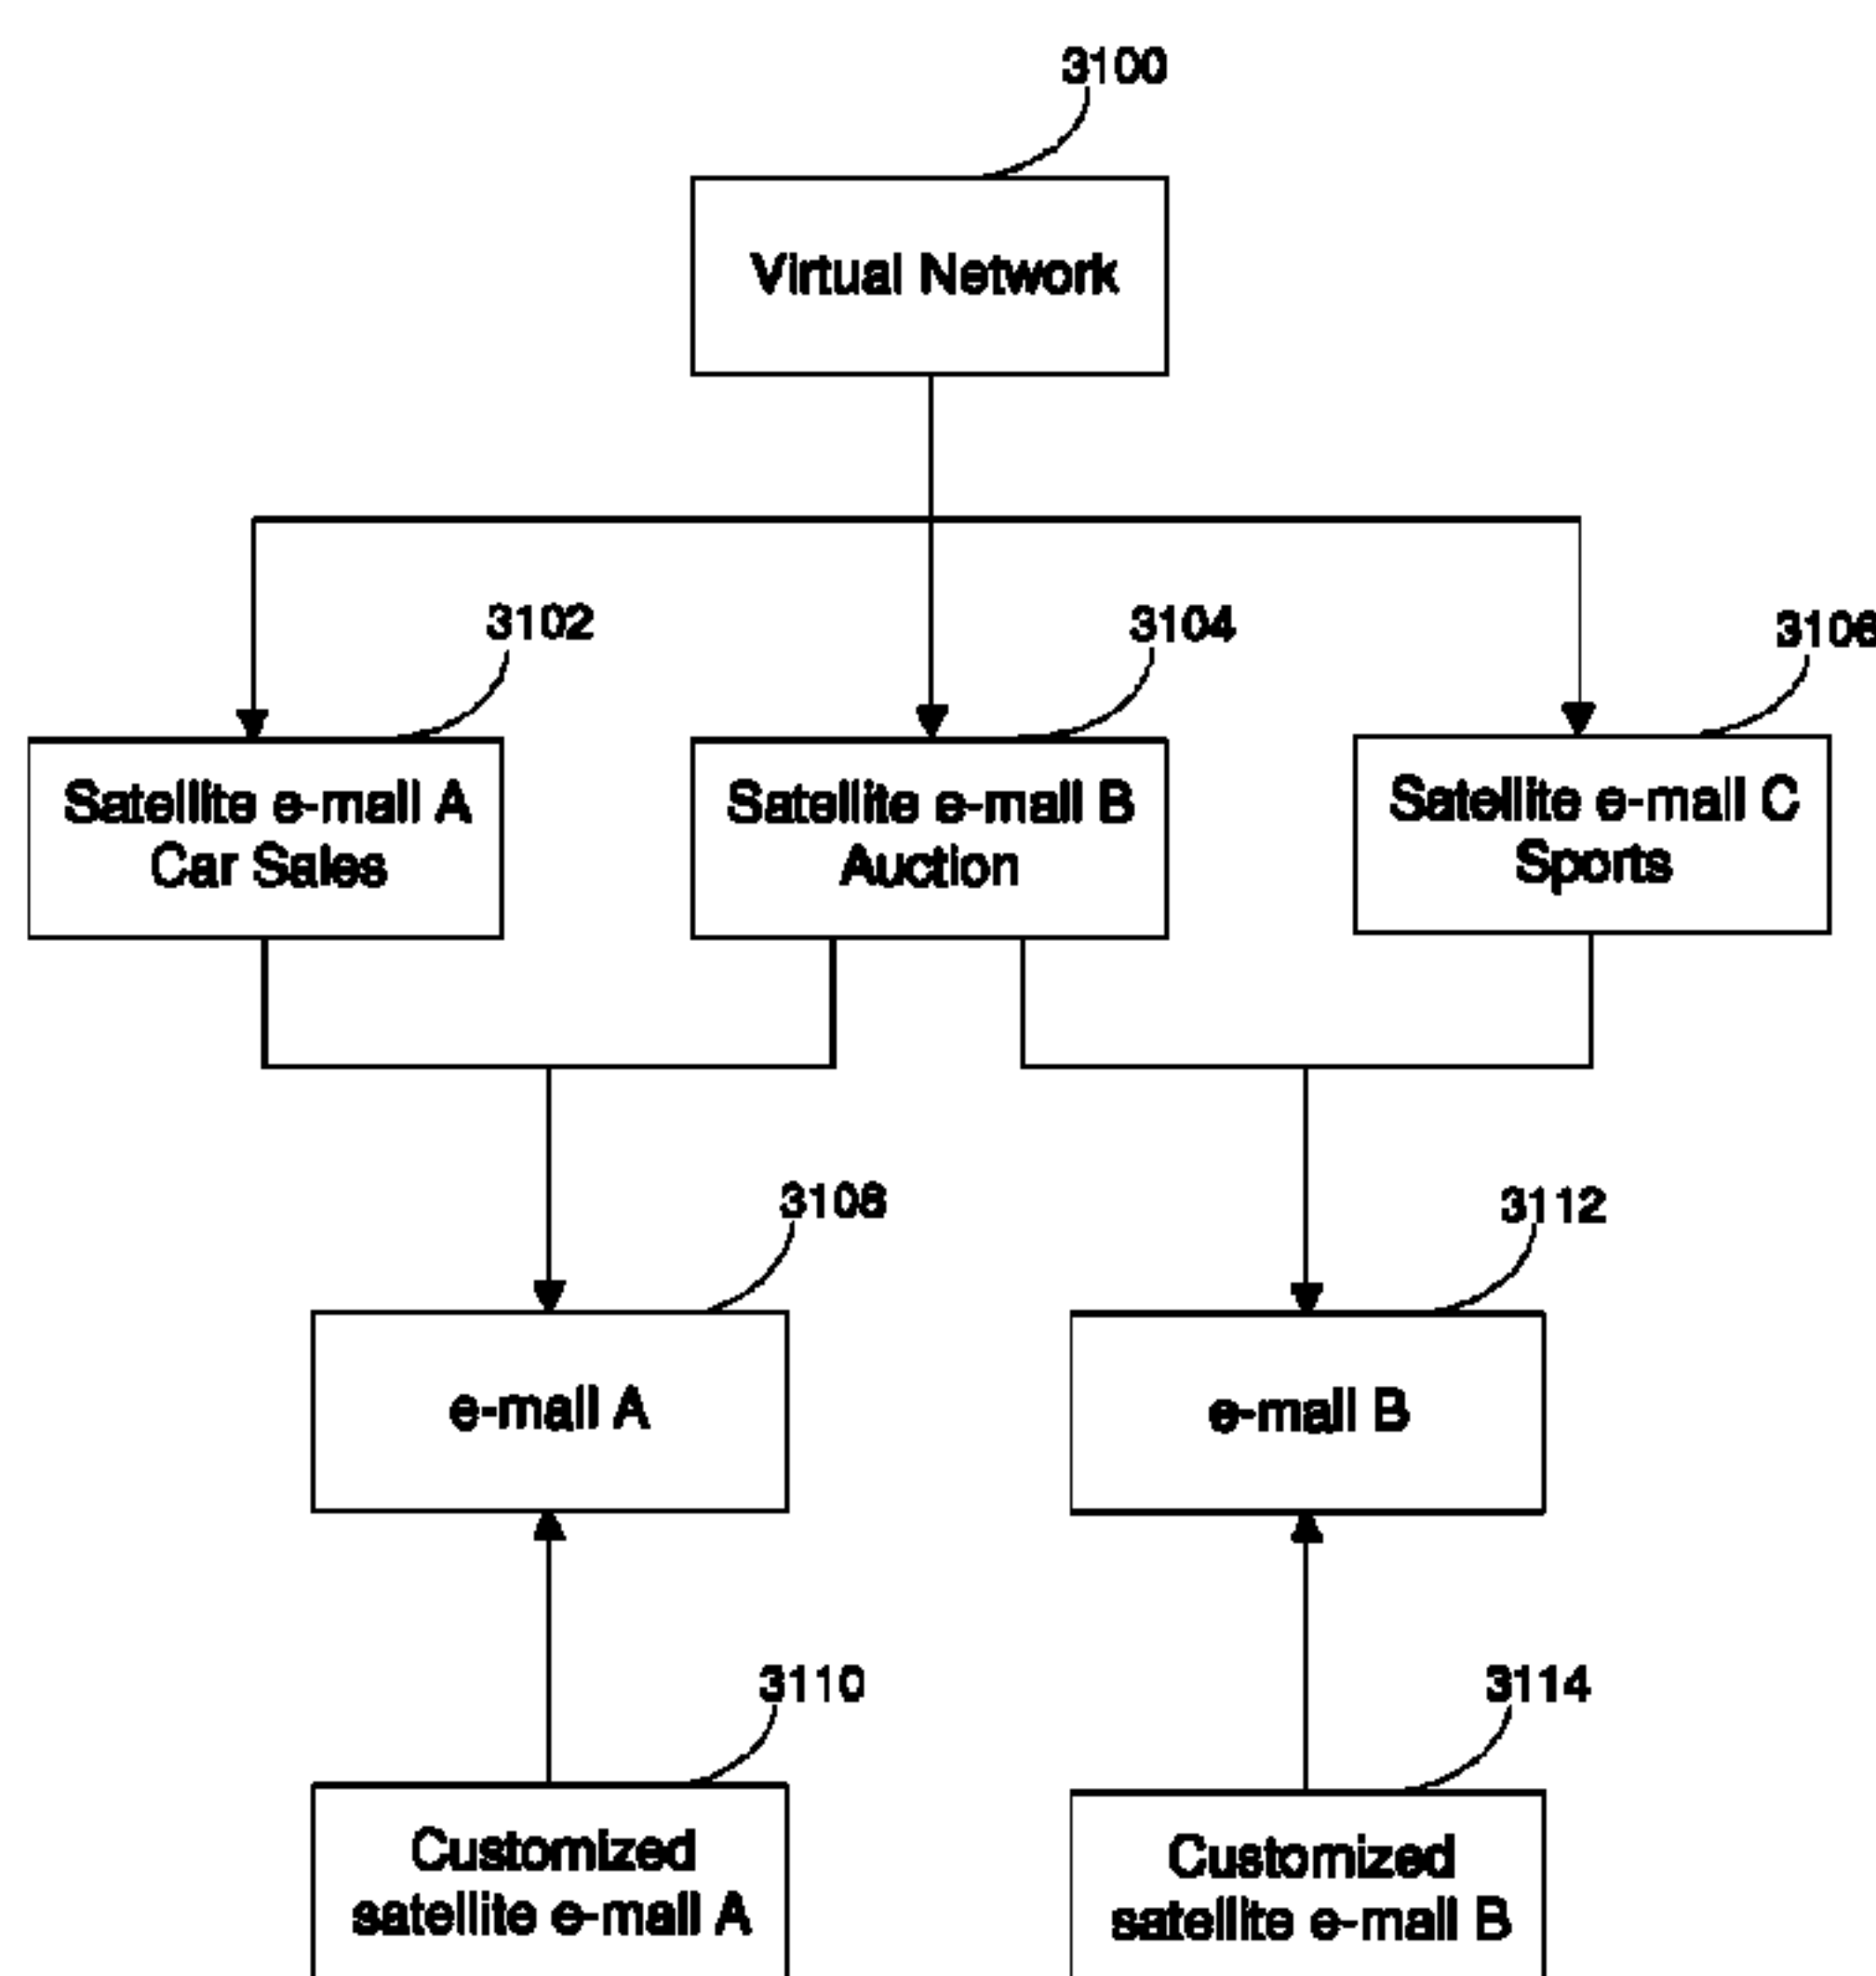 3100
Virtual Network
3102
3104
3106
Satellite e-mail A
Car Sales
Satellite e-mail B
Auction
Satellite e-mail C
Sports
3108
3112
e-mail A
e-mail B
3110
3114
Customized
satellite e-mail A
Customized
satellite e-mail B